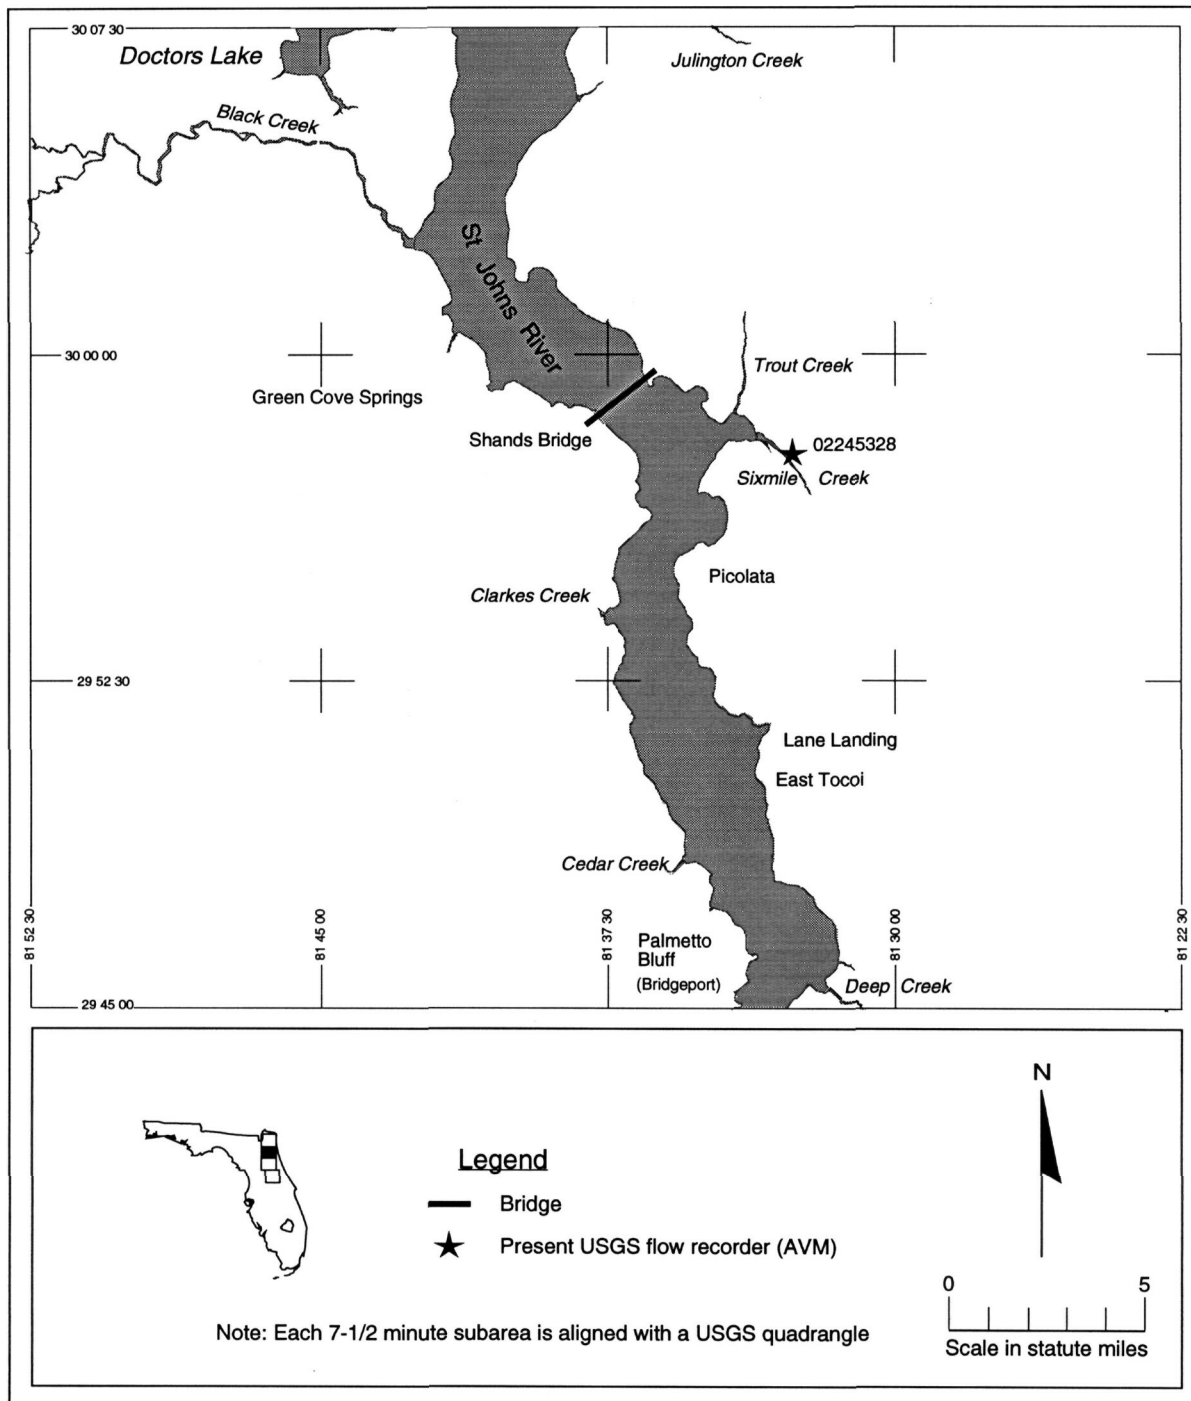 30 07 30
Doctors Lake
Julington Creek
Black Creek
St Johns River
30 00 00
Trout Creek
Green Cove Springs
Shands Bridge
02245328
Sixmile Creek
Picolata
Clarkes Creek
29 52 30
Lane Landing
East Tocoi
Cedar Creek
81 52 30
81 45 00
81 37 30
81 30 00
81 22 30
Palmetto
Bluff
(Bridgeport)
Deep Creek
29 45 00
N
Legend
Bridge
Present USGS flow recorder (AVM)
0 5
Scale in statute miles
Note: Each 7-1/2 minute subarea is aligned with a USGS quadrangle